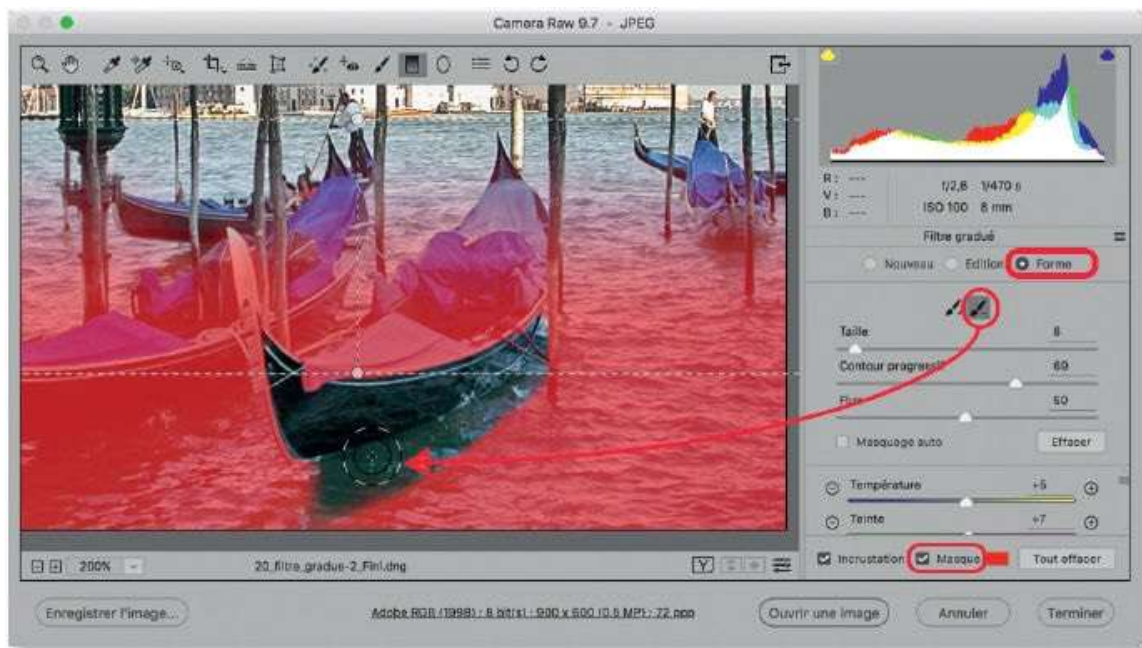 Camera Raw 9.7 - JPEG
R: ---
V: ---
B: ---
f/2,8 1/470 s
ISO 100 8 mm
Filtre gradué
Nouveau Edition Forme
Taille 6
Contour progressif 69
Flux 50
Masquage auto Effacer
Température +5
Teinte +7
200% 20_filtre_gradue-2_Fini.dng Y
Incrustation Masque Tout effacer
Enregistrer l'image... Adobe RGB (1998) ; 8 bit(s) ; 900 x 600 (0,5 MP) ; 72 ppp Ouvrir une image Annuler Terminer